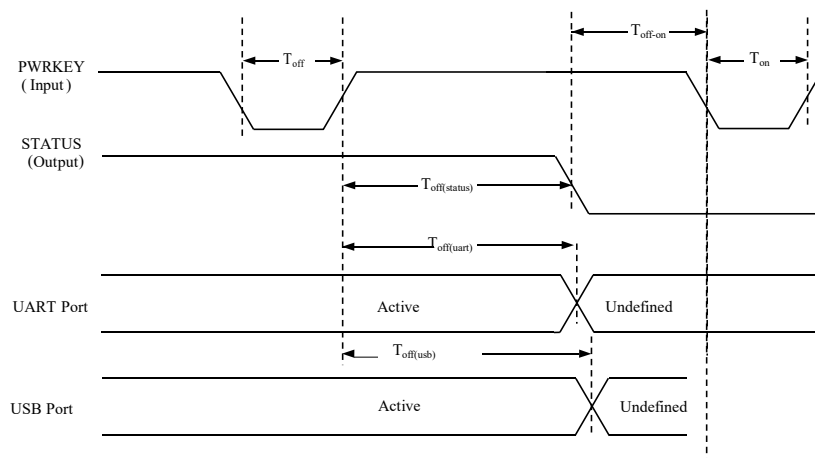 T_off-on
T_off
T_on
PWRKEY
( Input )
STATUS
(Output)
T_off(status)
T_off(uart)
UART Port
Active
Undefined
T_off(usb)
USB Port
Active
Undefined